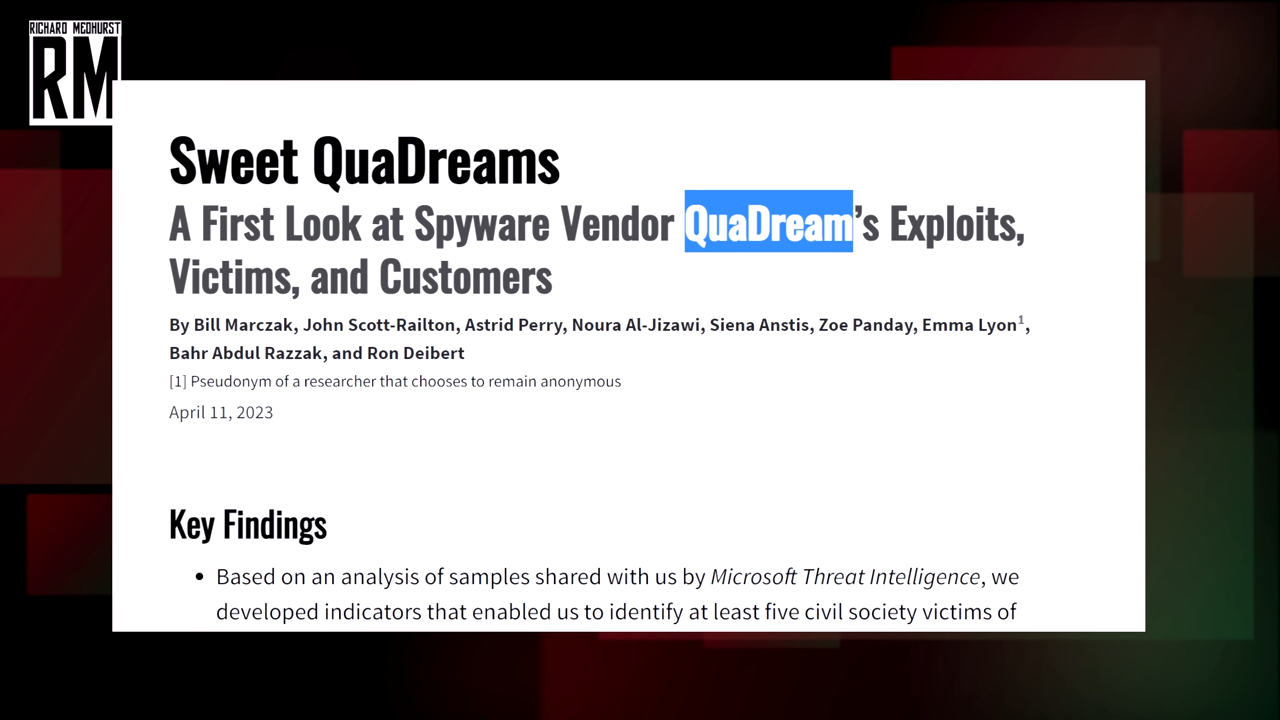 RICHARD MEDHURST
RM
Sweet QuaDreams
A First Look at Spyware Vendor QuaDream’s Exploits,
Victims, and Customers
By Bill Marczak, John Scott-Railton, Astrid Perry, Noura Al-Jizawi, Siena Anstis, Zoe Panday, Emma Lyon1,
Bahr Abdul Razzak, and Ron Deibert
[1] Pseudonym of a researcher that chooses to remain anonymous
April 11, 2023
Key Findings
• Based on an analysis of samples shared with us by Microsoft Threat Intelligence, we
developed indicators that enabled us to identify at least five civil society victims of